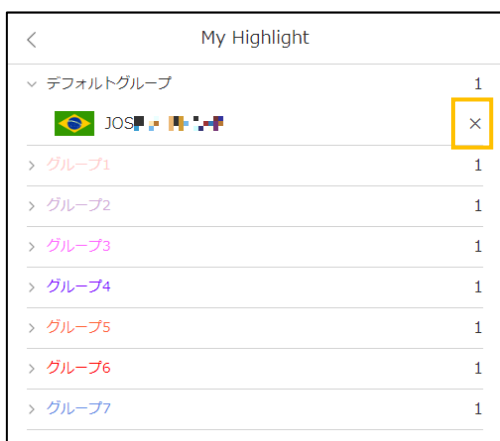 My Highlight
デフォルトグループ 1
JOS
グループ1 1
グループ2 1
グループ3 1
グループ4 1
グループ5 1
グループ6 1
グループ7 1